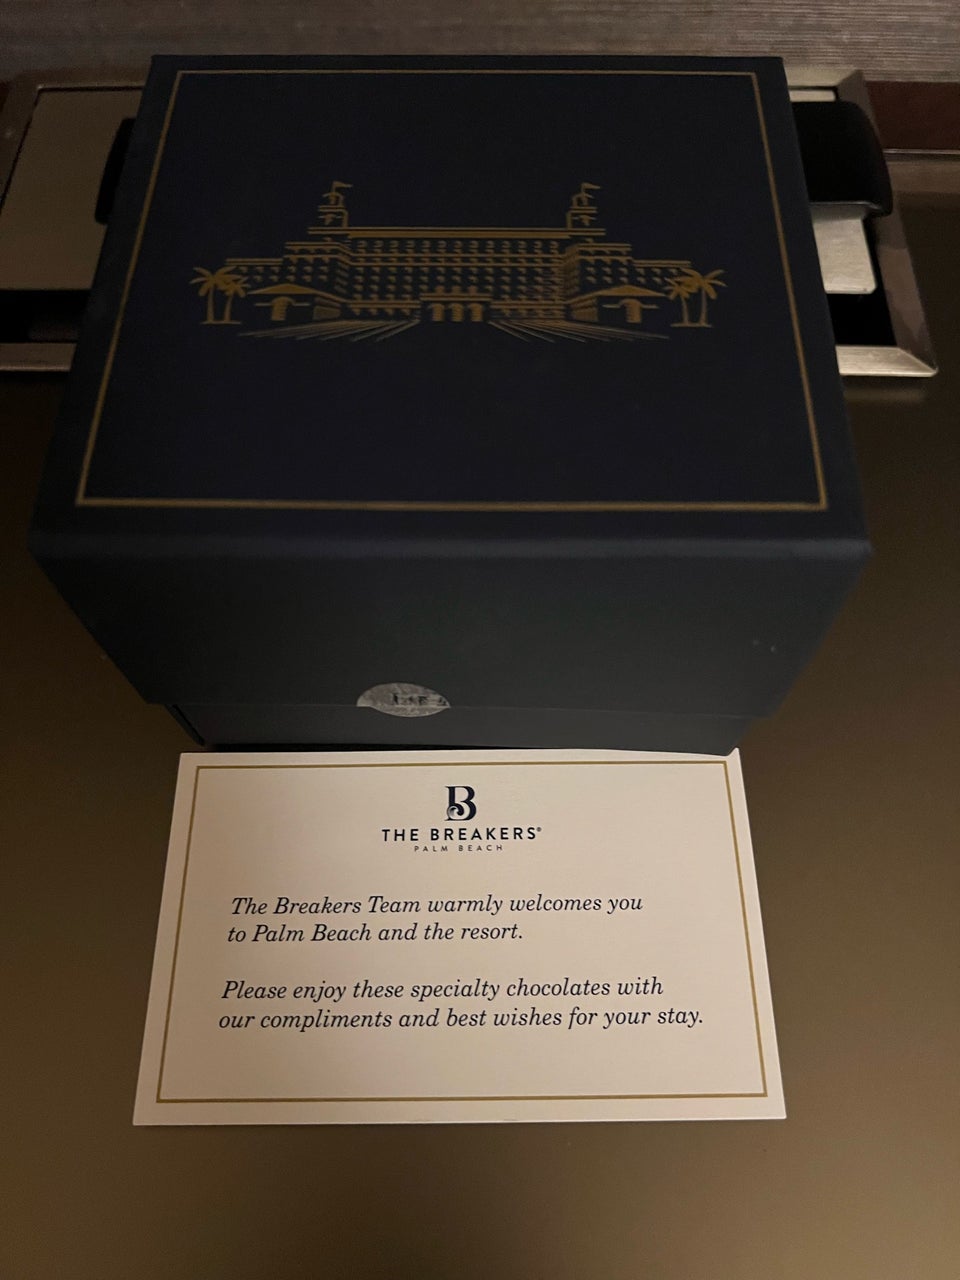 B
THE BREAKERS®
PALM BEACH
The Breakers Team warmly welcomes you
to Palm Beach and the resort.
Please enjoy these specialty chocolates with
our compliments and best wishes for your stay.